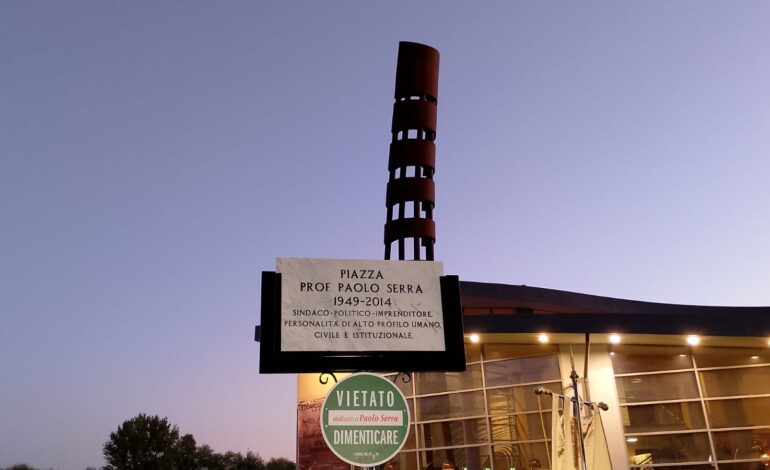 PIAZZA
PROF. PAOLO SERRA
1949-2014
SINDACO-POLITICO-IMPRENDITORE
PERSONALITÀ DI ALTO PROFILO UMANO,
CIVILE E ISTITUZIONALE.
VIETATO
dedicato a Paolo Serra
DIMENTICARE